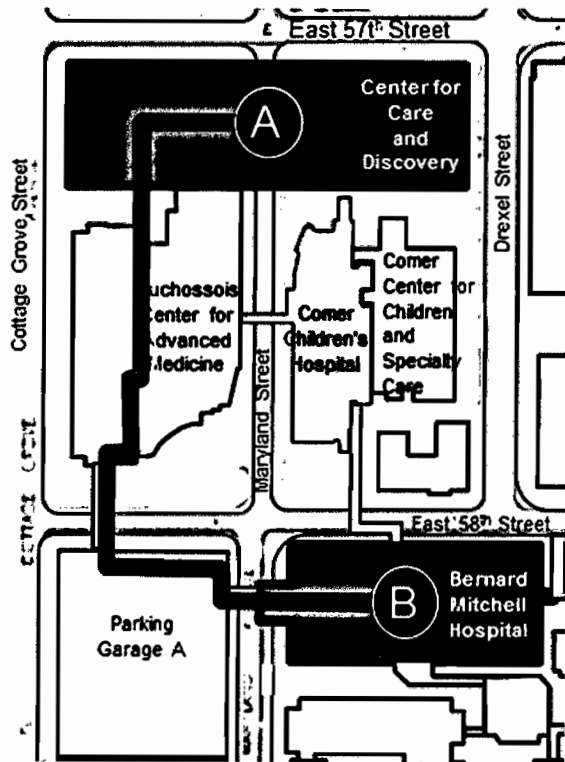 East 57th Street
A
Center for
Care
and
Discovery
Cottage Grove Street
Drexel Street
uchossois
Center for
Advanced
Medicine
Maryland Street
Comer
Children's
Hospital
Comer
Center for
Children
and
Specialty
Care
East 58th Street
Parking
Garage A
B
Bernard
Mitchell
Hospital